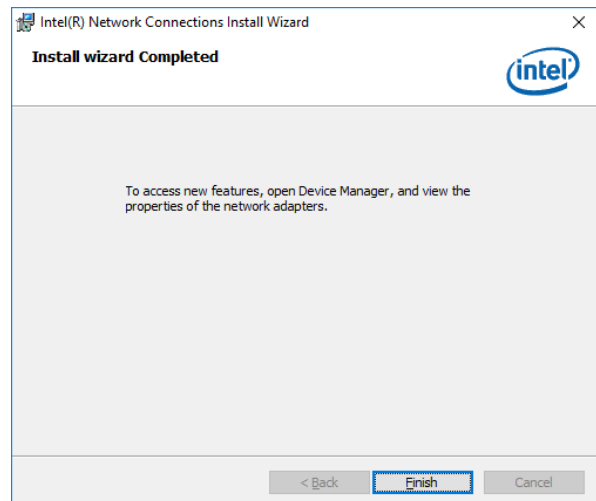 Intel(R) Network Connections Install Wizard
Install wizard Completed
intel
To access new features, open Device Manager, and view the
properties of the network adapters.
< Back
Finish
Cancel